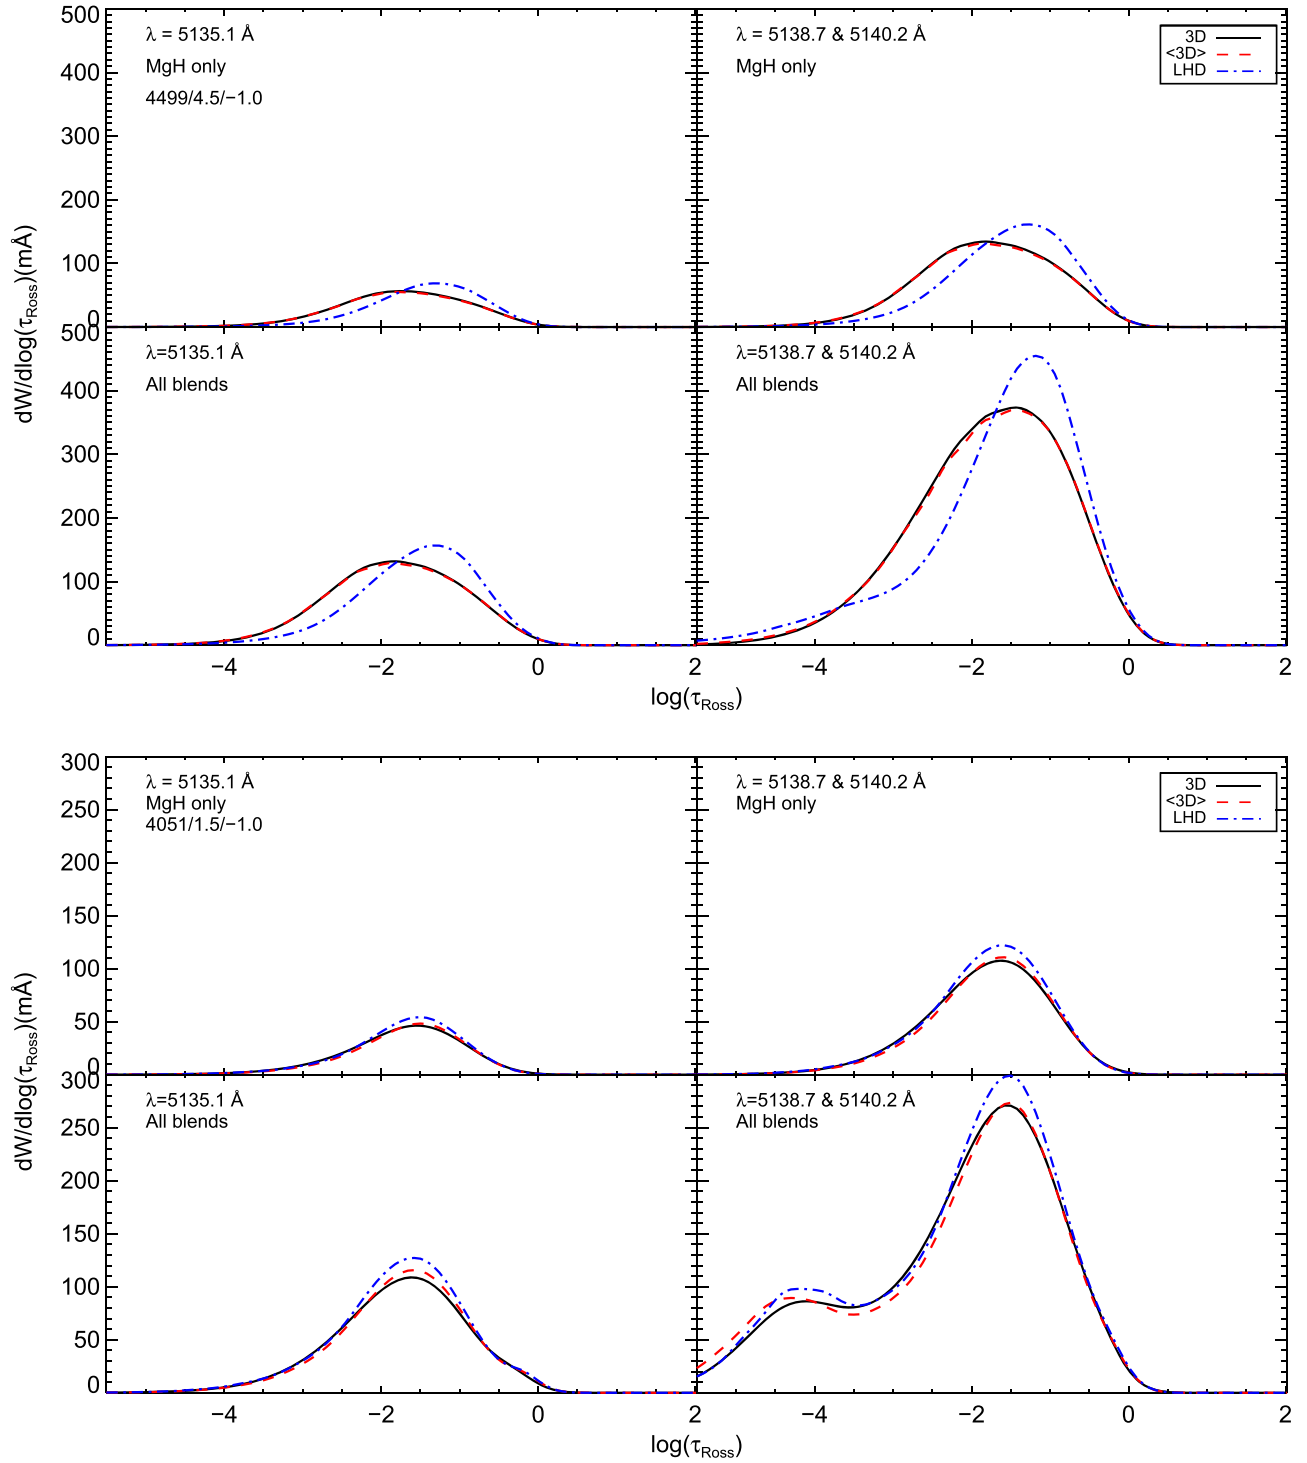 500
400
300
200
100
0
λ = 5135.1 Å
MgH only
4499/4.5/−1.0
λ = 5138.7 & 5140.2 Å
MgH only
3D
<3D>
LHD
dW/dlog(τRoss)(mÅ)
500
400
300
200
100
0
λ=5135.1 Å
All blends
λ=5138.7 & 5140.2 Å
All blends
−4 −2 0 2 −4 −2 0 2
log(τRoss)
300
250
200
150
100
50
0
λ = 5135.1 Å
MgH only
4051/1.5/−1.0
λ = 5138.7 & 5140.2 Å
MgH only
3D
<3D>
LHD
dW/dlog(τRoss)(mÅ)
300
250
200
150
100
50
0
λ=5135.1 Å
All blends
λ=5138.7 & 5140.2 Å
All blends
−4 −2 0 2 −4 −2 0 2
log(τRoss)